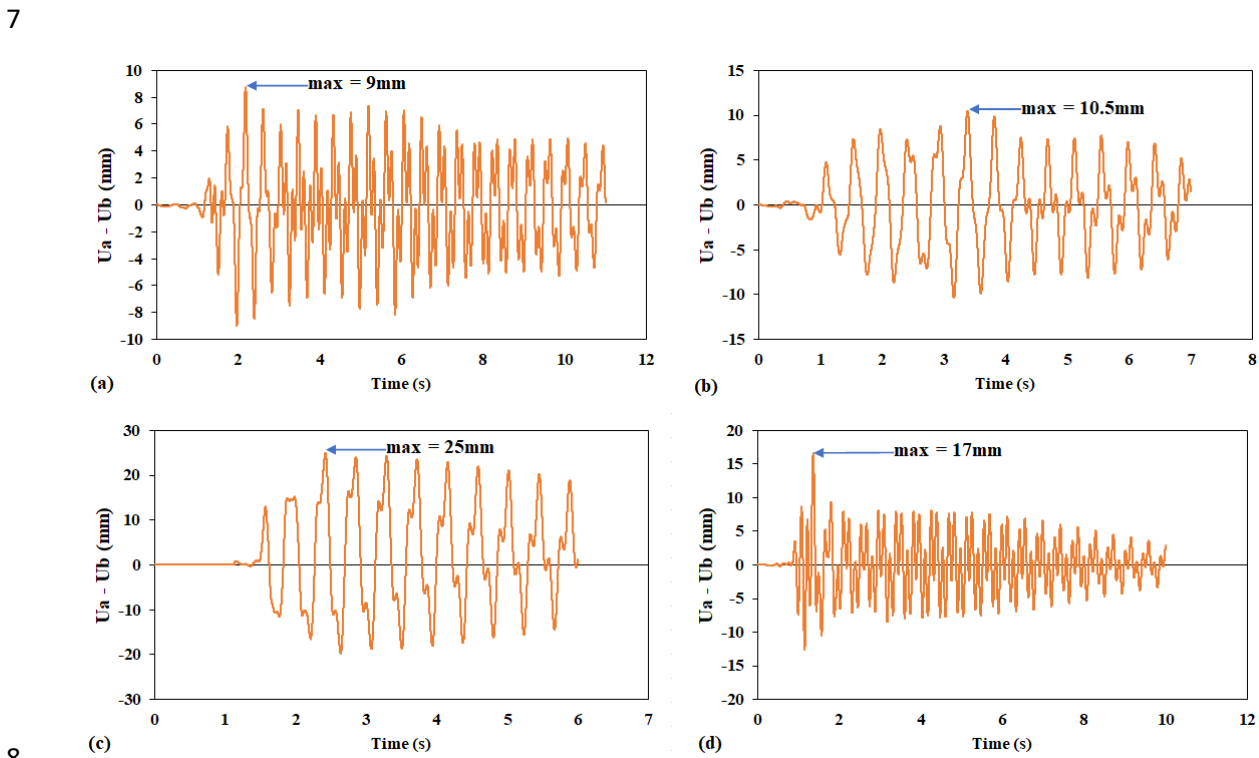 7
max = 9mm
Ua - Ub (mm)
10
8
6
4
2
0
-2
-4
-6
-8
-10
0 2 4 6 8 10 12
(a) Time (s)
max = 10.5mm
Ua - Ub (mm)
15
10
5
0
-5
-10
-15
0 1 2 3 4 5 6 7 8
(b) Time (s)
max = 25mm
Ua - Ub (mm)
30
20
10
0
-10
-20
-30
0 1 2 3 4 5 6 7
(c) Time (s)
max = 17mm
Ua - Ub (mm)
20
15
10
5
0
-5
-10
-15
-20
0 2 4 6 8 10 12
(d) Time (s)
8